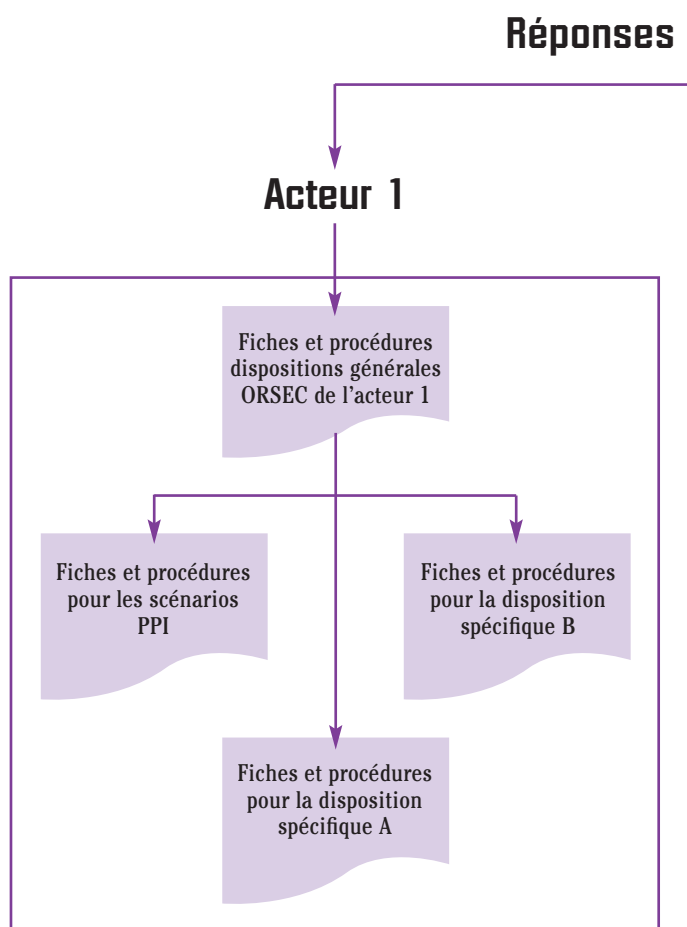 Réponses
Acteur 1
Fiches et procédures
dispositions générales
ORSEC de l’acteur 1
Fiches et procédures
pour les scénarios
PPI
Fiches et procédures
pour la disposition
spécifique B
Fiches et procédures
pour la disposition
spécifique A